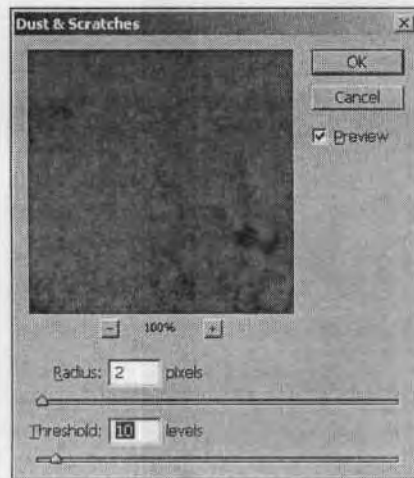 Dust & Scratches
OK
Cancel
Preview
100%
Radius: 2 pixels
Threshold: 10 levels